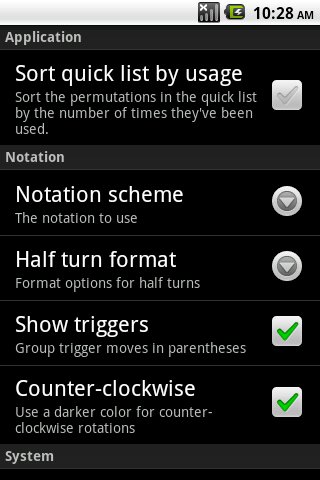 10:28 AM
Application
Sort quick list by usage
Sort the permutations in the quick list
by the number of times they've been
used.
Notation
Notation scheme
The notation to use
Half turn format
Format options for half turns
Show triggers
Group trigger moves in parentheses
Counter-clockwise
Use a darker color for counter-
clockwise rotations
System